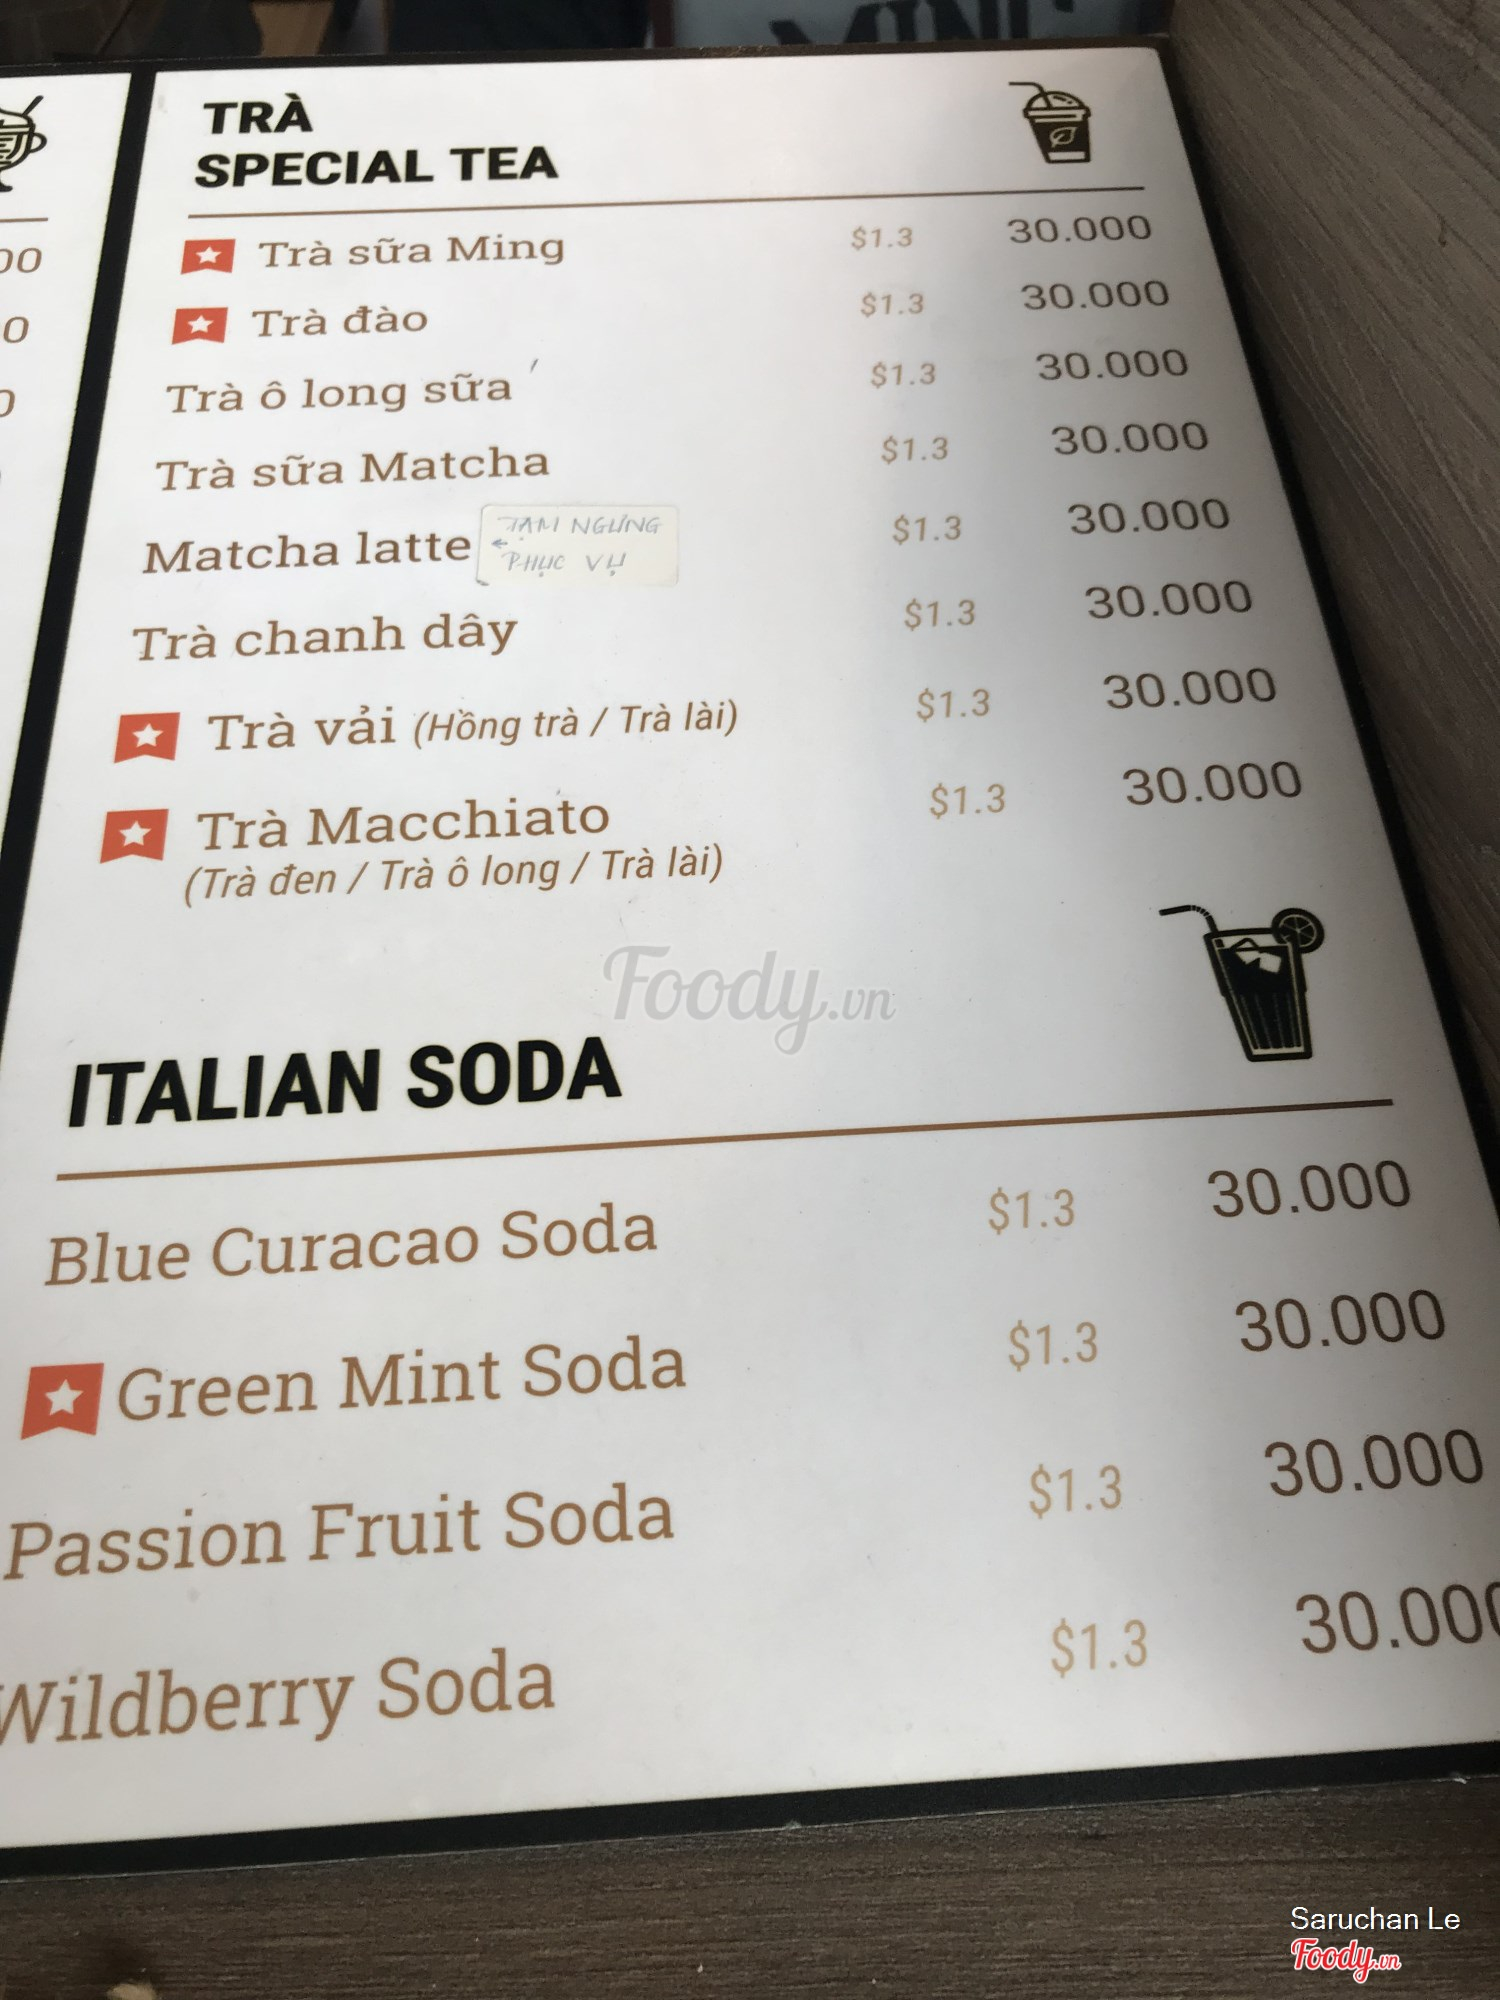 TRÀ
SPECIAL TEA
Trà sữa Ming $1.3 30.000
Trà đào $1.3 30.000
Trà ô long sữa $1.3 30.000
Trà sữa Matcha $1.3 30.000
Matcha latte $1.3 30.000
TẠM NGƯNG
← PHỤC VỤ
Trà chanh dây $1.3 30.000
Trà vải (Hồng trà / Trà lài) $1.3 30.000
Trà Macchiato $1.3 30.000
(Trà đen / Trà ô long / Trà lài)
Foody.vn
ITALIAN SODA
Blue Curacao Soda $1.3 30.000
Green Mint Soda $1.3 30.000
Passion Fruit Soda $1.3 30.000
Wildberry Soda $1.3 30.000
Saruchan Le
Foody.vn